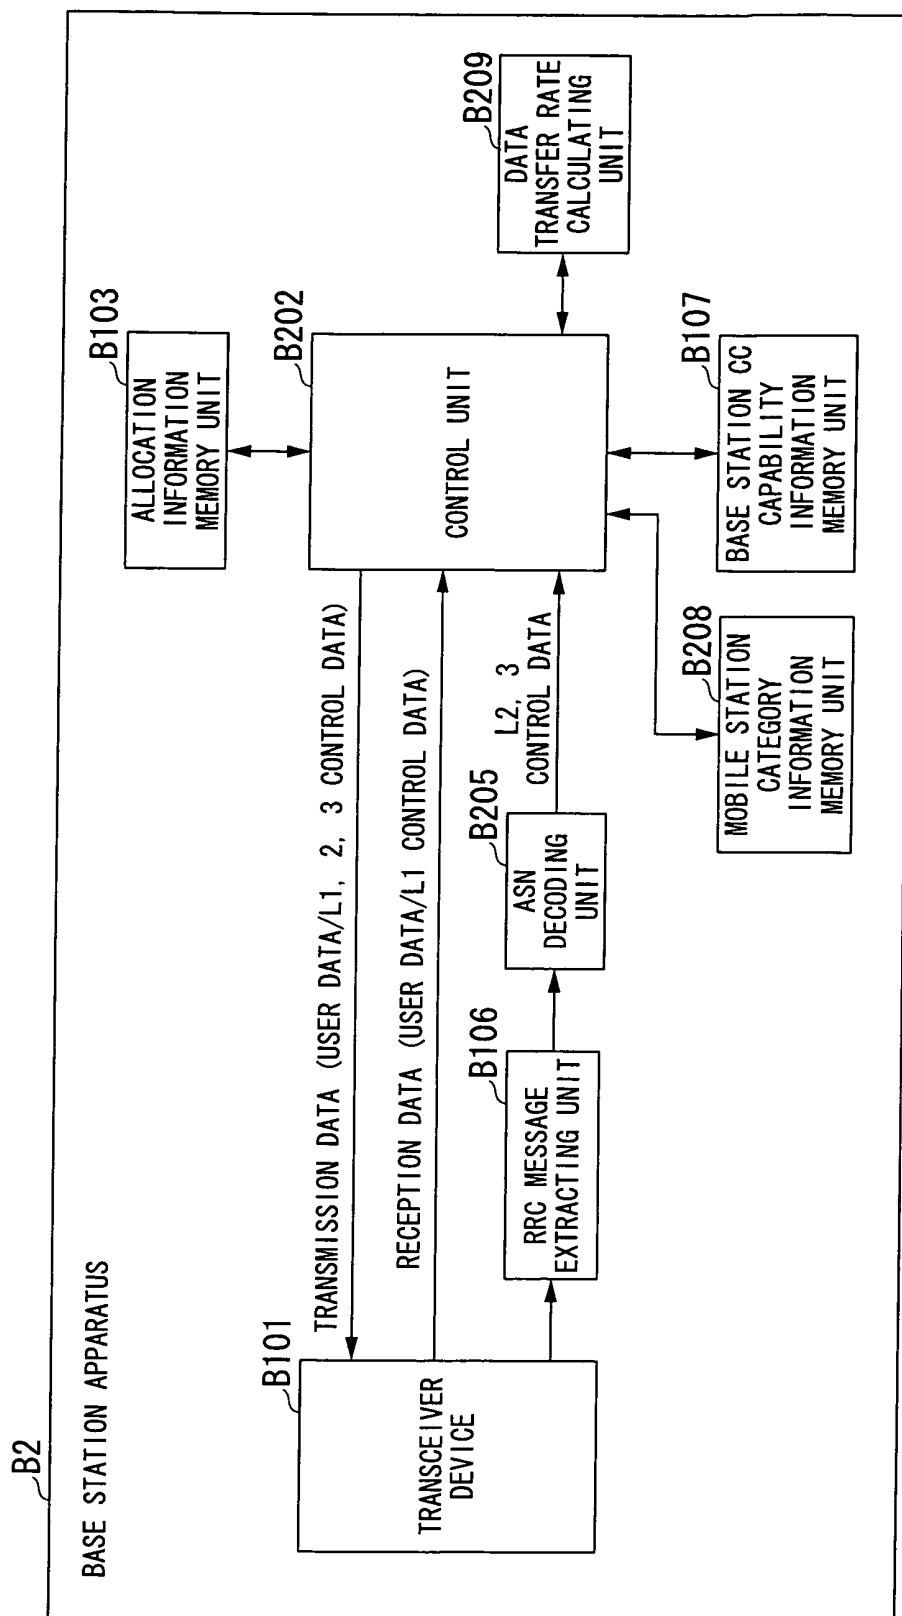 B2
BASE STATION APPARATUS
B101
TRANSCEIVER
DEVICE
TRANSMISSION DATA (USER DATA/L1, 2, 3 CONTROL DATA)
RECEPTION DATA (USER DATA/L1 CONTROL DATA)
B106
RRC MESSAGE
EXTRACTING UNIT
B205
ASN
DECODING
UNIT
L2, 3
CONTROL DATA
B103
ALLOCATION
INFORMATION
MEMORY UNIT
B202
CONTROL UNIT
B208
MOBILE STATION
CATEGORY
INFORMATION
MEMORY UNIT
B107
BASE STATION CC
CAPABILITY
INFORMATION
MEMORY UNIT
B209
DATA
TRANSFER RATE
CALCULATING
UNIT